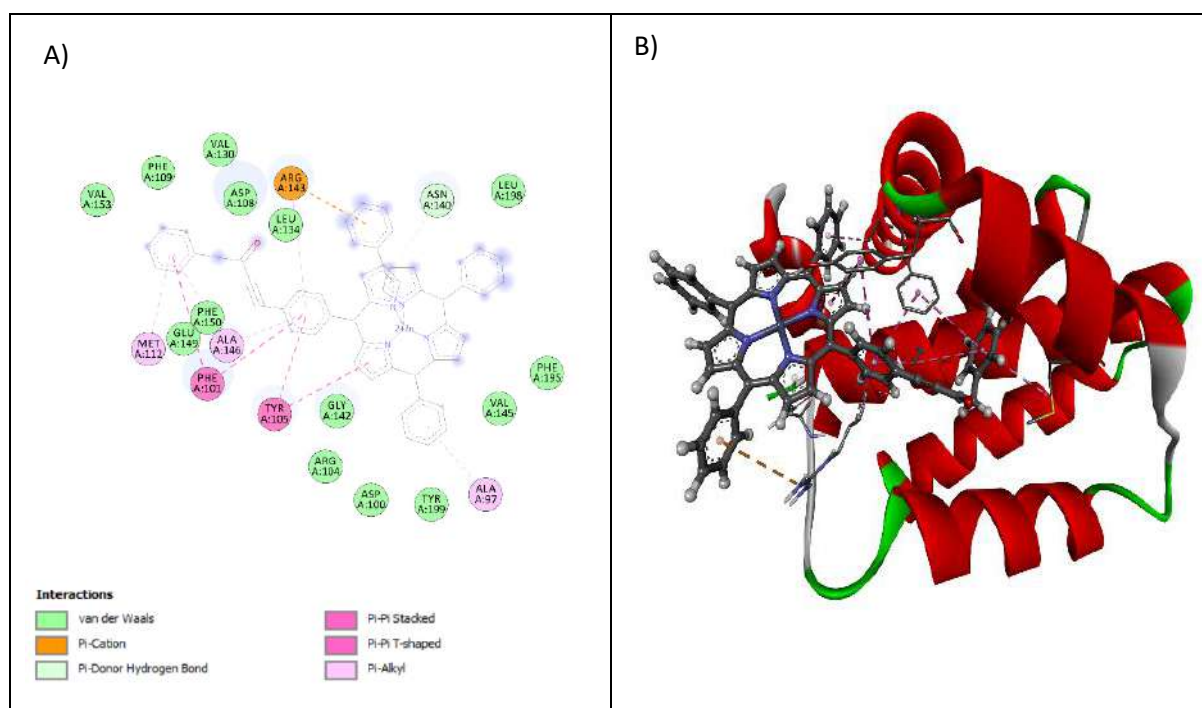 A)
VAL
A:130
PHE
A:109
VAL
A:153
ASP
A:108
ARG
A:143
LEU
A:134
ASN
A:140
LEU
A:198
PHE
A:150
GLU
A:149
ALA
A:146
MET
A:112
PHE
A:101
TYR
A:105
GLY
A:142
PHE
A:195
VAL
A:145
ARG
A:104
ASP
A:100
TYR
A:199
ALA
A:97
N
N
N
N
Zn
Interactions
van der Waals
Pi-Cation
Pi-Donor Hydrogen Bond
Pi-Pi Stacked
Pi-Pi T-shaped
Pi-Alkyl
B)